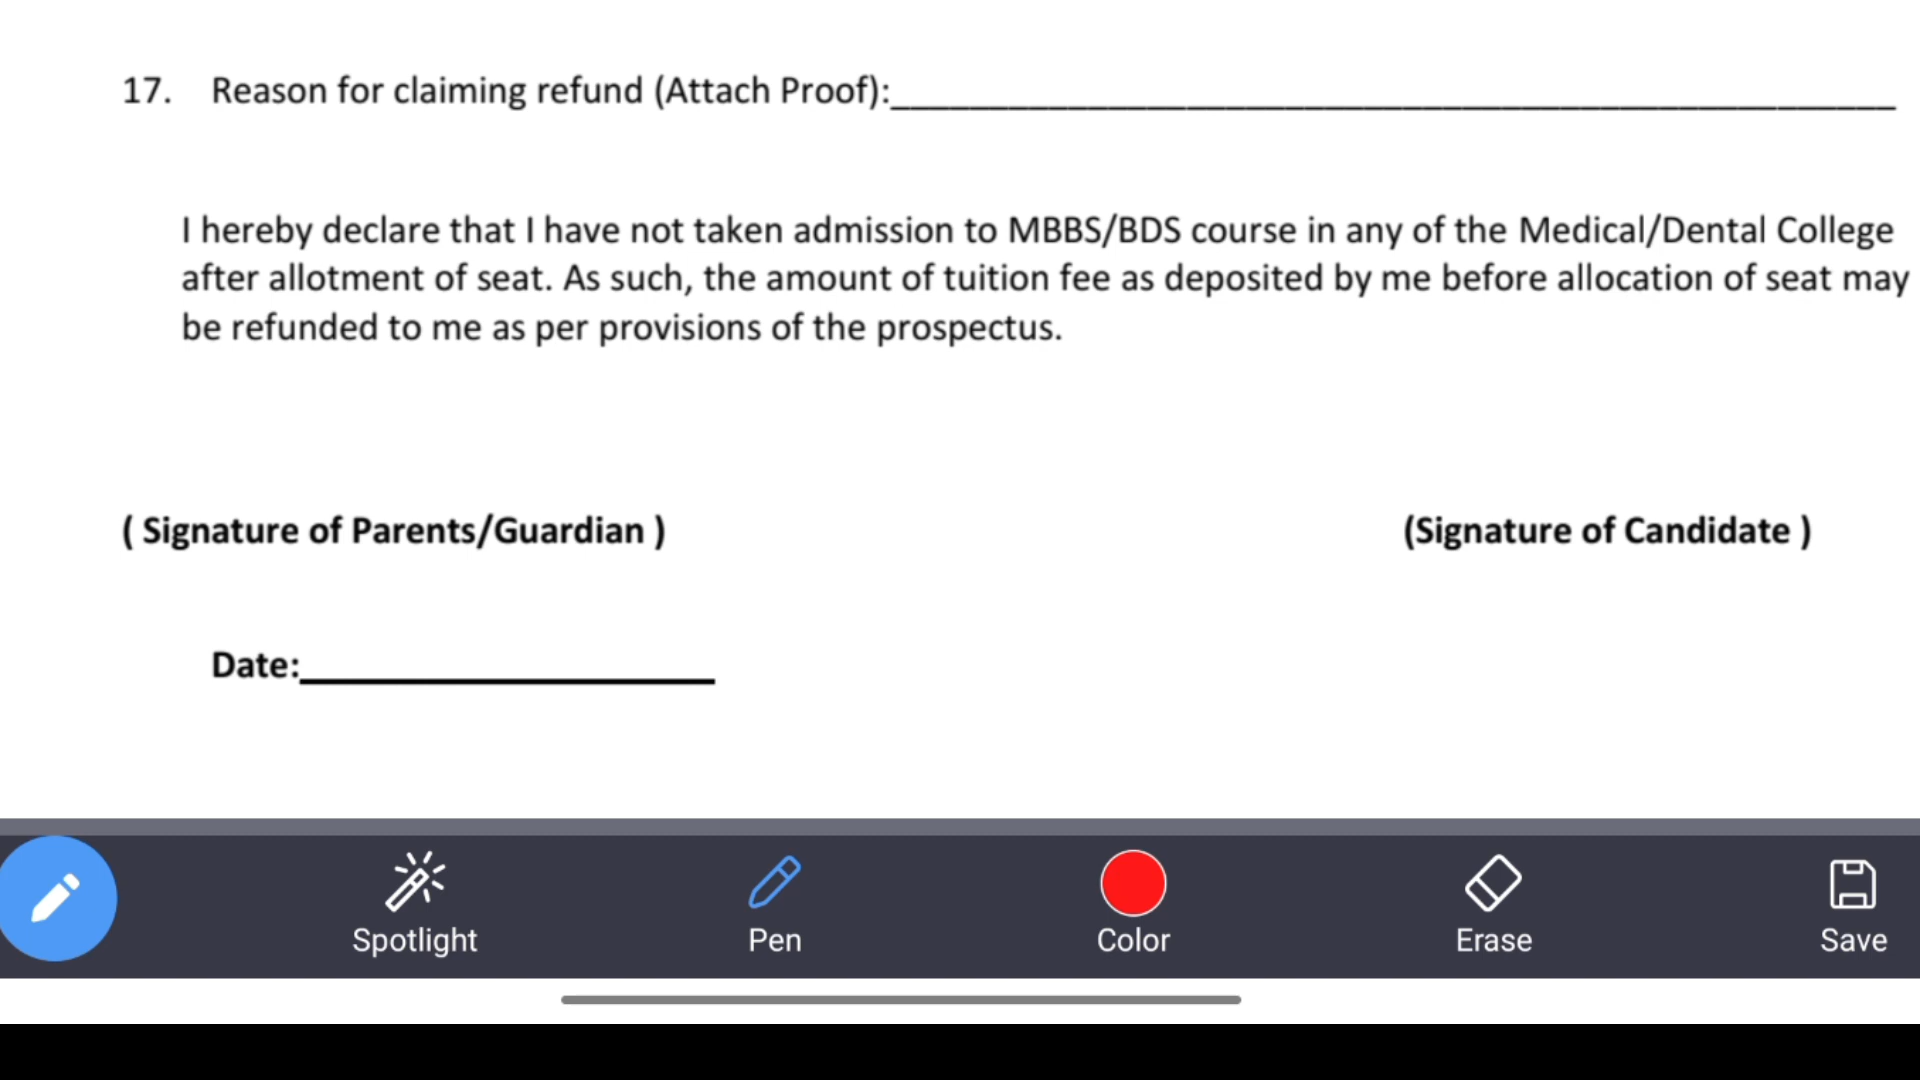 17. Reason for claiming refund (Attach Proof):____________________
I hereby declare that I have not taken admission to MBBS/BDS course in any of the Medical/Dental College
after allotment of seat. As such, the amount of tuition fee as deposited by me before allocation of seat may
be refunded to me as per provisions of the prospectus.
( Signature of Parents/Guardian ) (Signature of Candidate )
Date:____________________
Spotlight Pen Color Erase Save